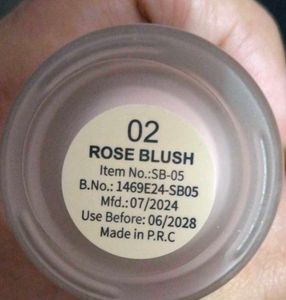 02
ROSE BLUSH
Item No.:SB-05
B.No.: 1469E24-SB05
Mfd.:07/2024
Use Before: 06/2028
Made in P.R.C